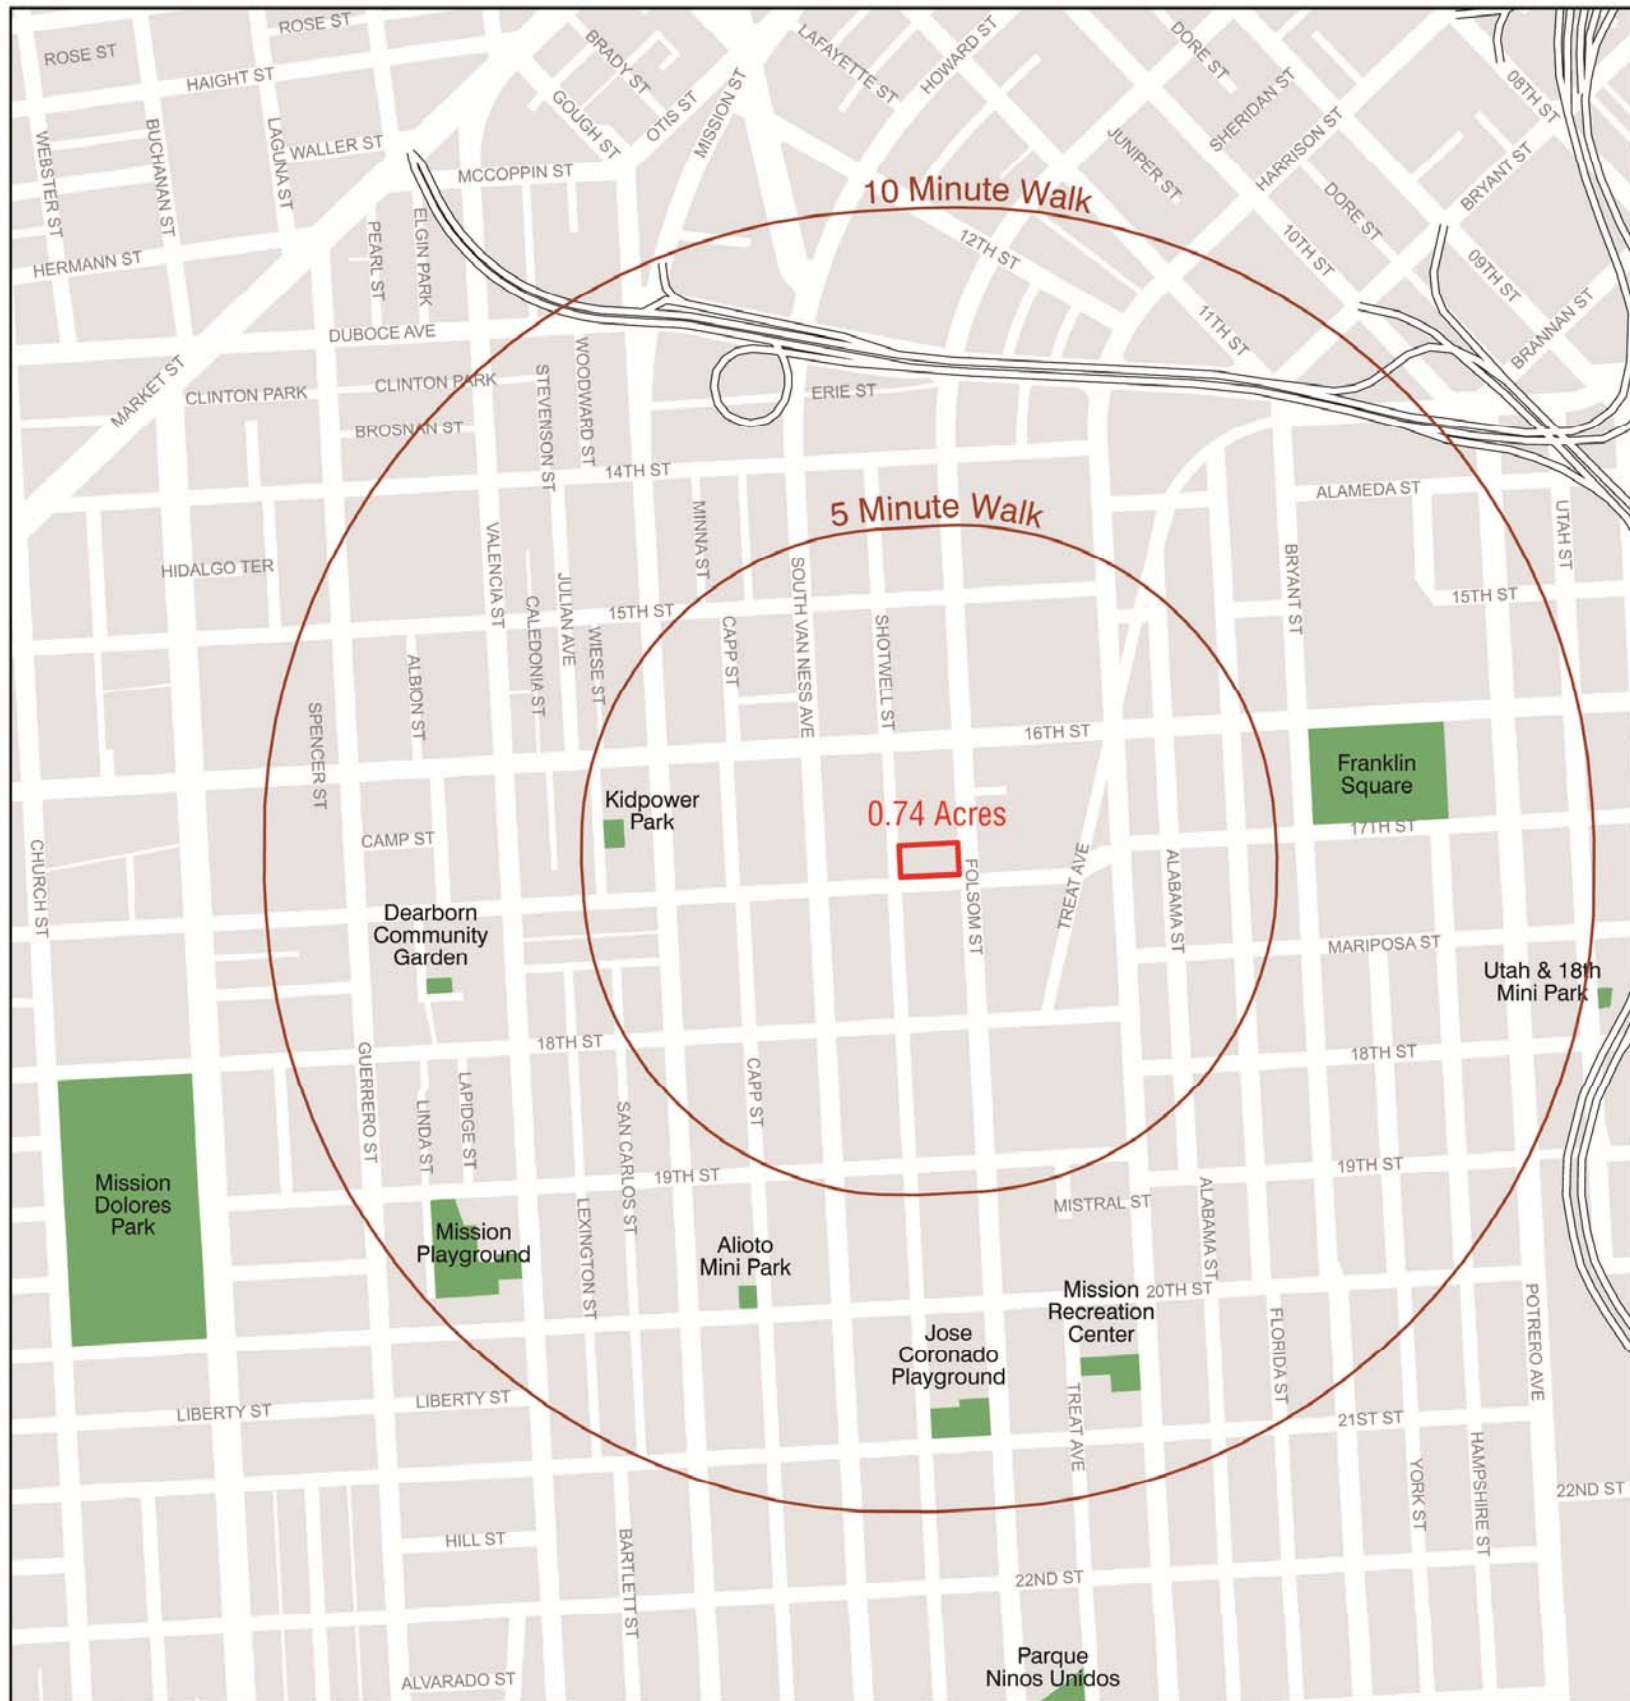 ROSE ST
ROSE ST
HAIGHT ST
BRADY ST
LAFAYETTE ST
HOWARD ST
DORE ST
08TH ST
GOUGH ST
OTIS ST
MISSION ST
SHERIDAN ST
HARRISON ST
WEBSTER ST
BUCHANAN ST
LAGUNA ST
WALLER ST
MCCOPPIN ST
JUNIPER ST
DORE ST
BRYANT ST
10 Minute Walk
HERMANN ST
PEARL ST
ELGIN PARK
12TH ST
10TH ST
09TH ST
DUBOCE AVE
11TH ST
BRANNAN ST
MARKET ST
CLINTON PARK
CLINTON PARK
STEVENSON ST
WOODWARD ST
ERIE ST
BROSNAN ST
14TH ST
ALAMEDA ST
5 Minute Walk
UTAH ST
HIDALGO TER
VALENCIA ST
MINNA ST
BRYANT ST
15TH ST
15TH ST
CALEDONIA ST
JULIAN AVE
WIESE ST
CAPP ST
SOUTH VAN NESS AVE
SHOTWELL ST
ALBION ST
SPENCER ST
16TH ST
Franklin
Square
Kidpower
Park
0.74 Acres
17TH ST
CAMP ST
CHURCH ST
FOLSOM ST
TREAT AVE
ALABAMA ST
Dearborn
Community
Garden
MARIPOSA ST
Utah & 18th
Mini Park
18TH ST
18TH ST
GUERRERO ST
LINDA ST
LAPIDGE ST
SAN CARLOS ST
CAPP ST
19TH ST
19TH ST
Mission
Dolores
Park
MISTRAL ST
ALABAMA ST
Mission
Playground
LEXINGTON ST
Alioto
Mini Park
Mission
Recreation
Center
20TH ST
Jose
Coronado
Playground
FLORIDA ST
POTRERO AVE
LIBERTY ST
LIBERTY ST
TREAT AVE
21ST ST
YORK ST
HAMPSHIRE ST
22ND ST
HILL ST
BARTLETT ST
22ND ST
Parque
Ninos Unidos
ALVARADO ST